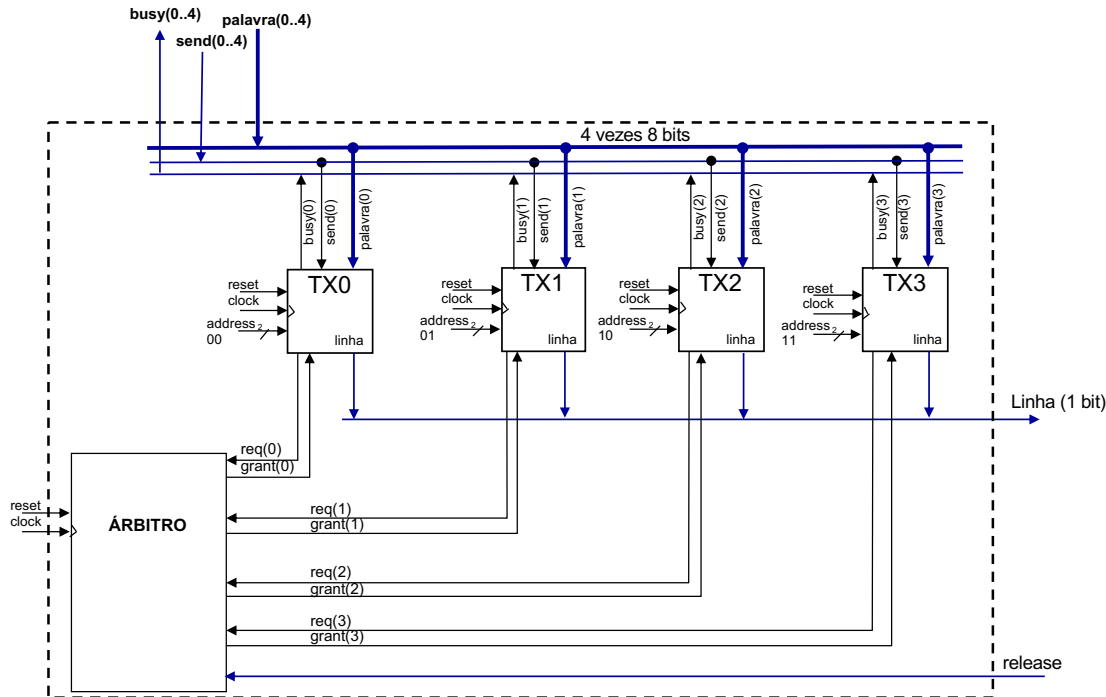 busy(0..4)
palavra(0..4)
send(0..4)
4 vezes 8 bits
busy(0)
send(0)
palavra(0)
busy(1)
send(1)
palavra(1)
busy(2)
send(2)
palavra(2)
busy(3)
send(3)
palavra(3)
reset
clock
address 2
00
TX0
linha
reset
clock
address 2
01
TX1
linha
reset
clock
address 2
10
TX2
linha
reset
clock
address 2
11
TX3
linha
Linha (1 bit)
req(0)
grant(0)
reset
clock
ÁRBITRO
req(1)
grant(1)
req(2)
grant(2)
req(3)
grant(3)
release